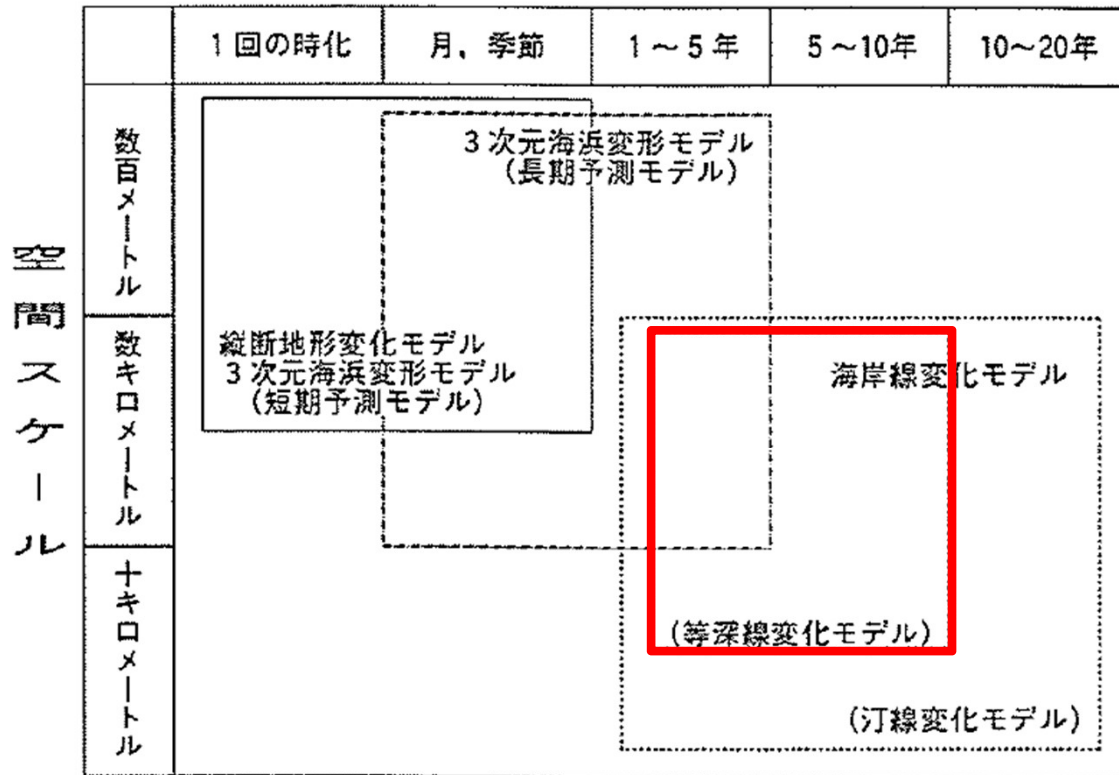 1回の時化
月，季節
1～5年
5～10年
10～20年
空間スケール
数百メートル
数キロメートル
十キロメートル
3次元海浜変形モデル
(長期予測モデル)
縦断地形変化モデル
3次元海浜変形モデル
(短期予測モデル)
海岸線変化モデル
(等深線変化モデル)
(汀線変化モデル)